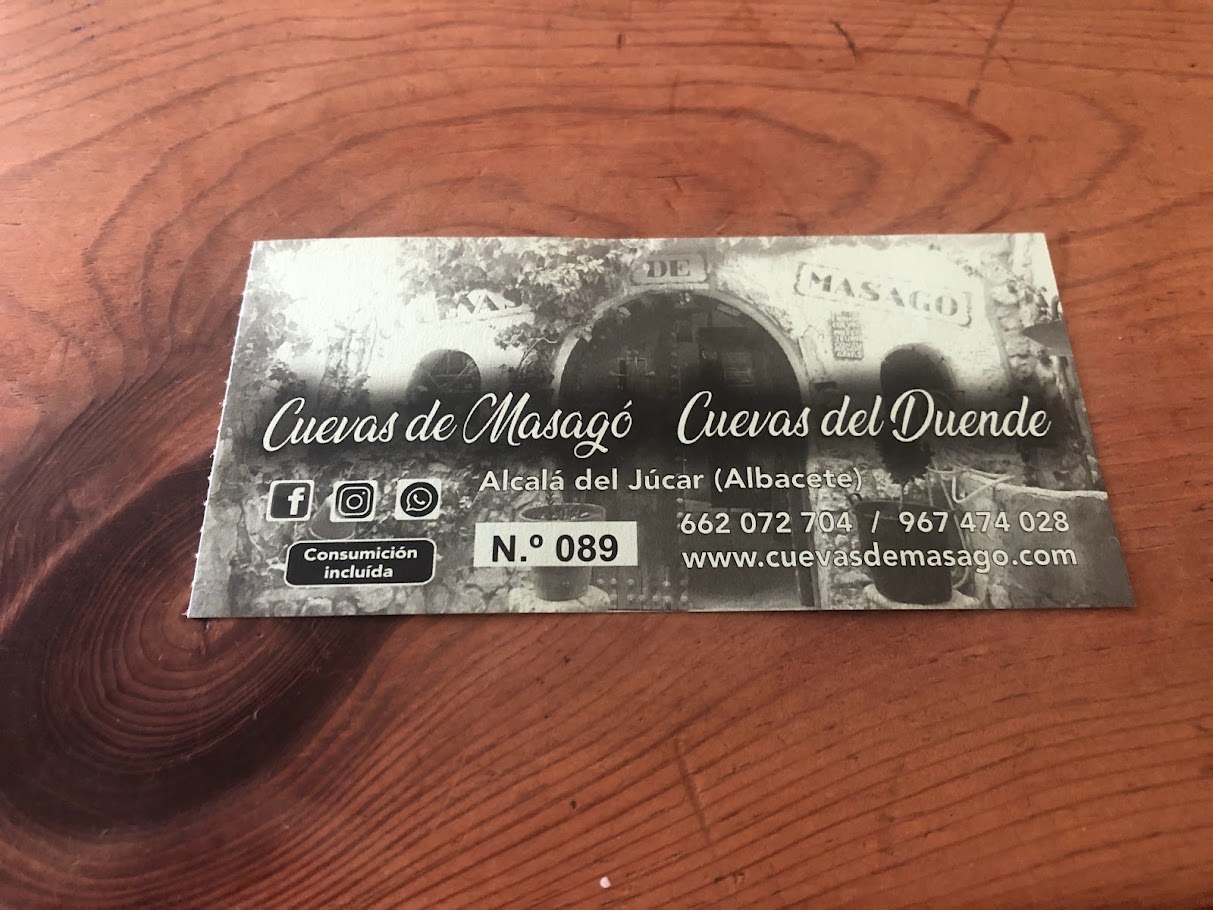 DE
MASAGO
Cuevas de Masagó
Cuevas del Duende
Alcalá del Júcar (Albacete)
Consumición
incluída
N.º 089
662 072 704 / 967 474 028
www.cuevasdemasago.com